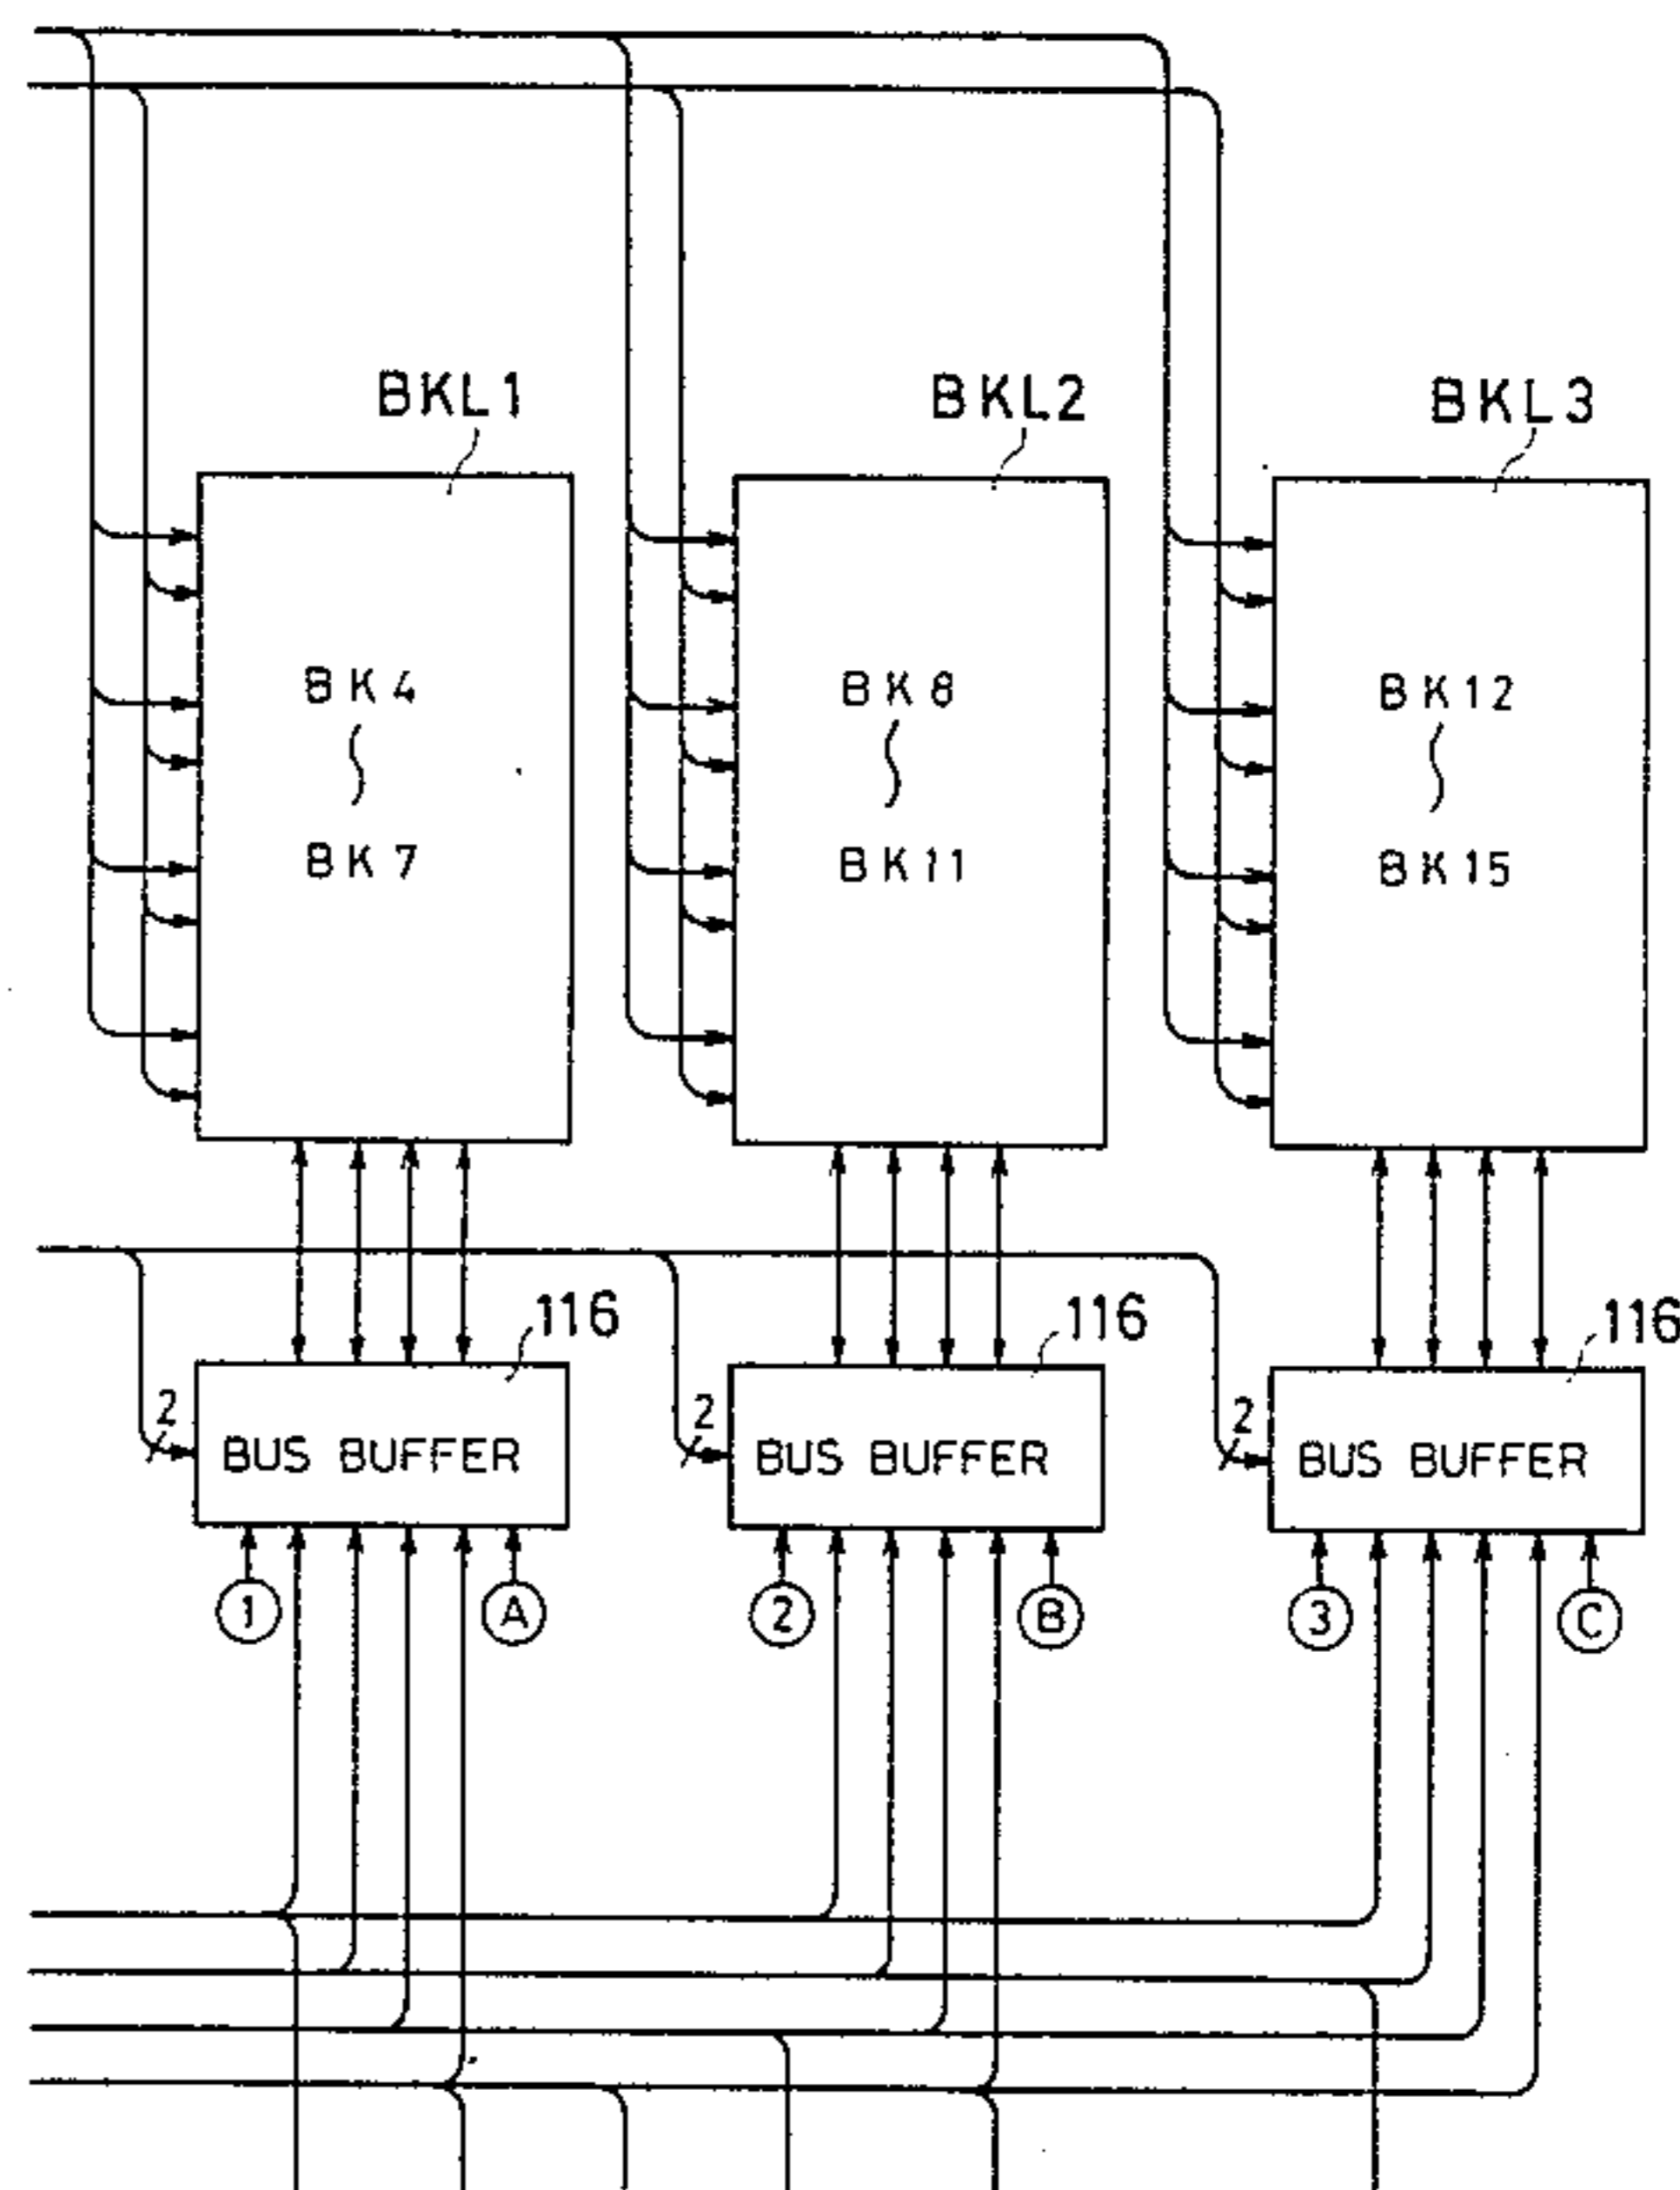 BKL1 BKL2 BKL3
BK4 BK8 BK12
BK7 BK11 BK15
116 116 116
2 2 2
BUS BUFFER BUS BUFFER BUS BUFFER
1 A 2 B 3 C